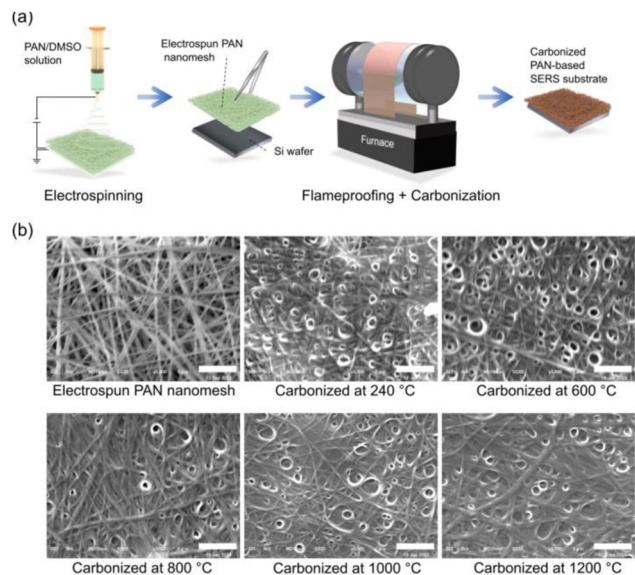 (a)
PAN/DMSO
solution
Electrospun PAN
nanomesh
Si wafer
Furnace
Carbonized
PAN-based
SERS substrate
Electrospinning
Flameproofing + Carbonization
(b)
Electrospun PAN nanomesh
Carbonized at 240 °C
Carbonized at 600 °C
Carbonized at 800 °C
Carbonized at 1000 °C
Carbonized at 1200 °C